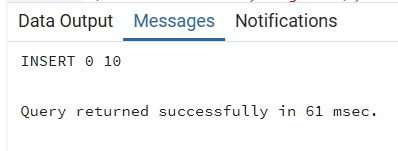 Data Output Messages Notifications
INSERT 0 10
Query returned successfully in 61 msec.